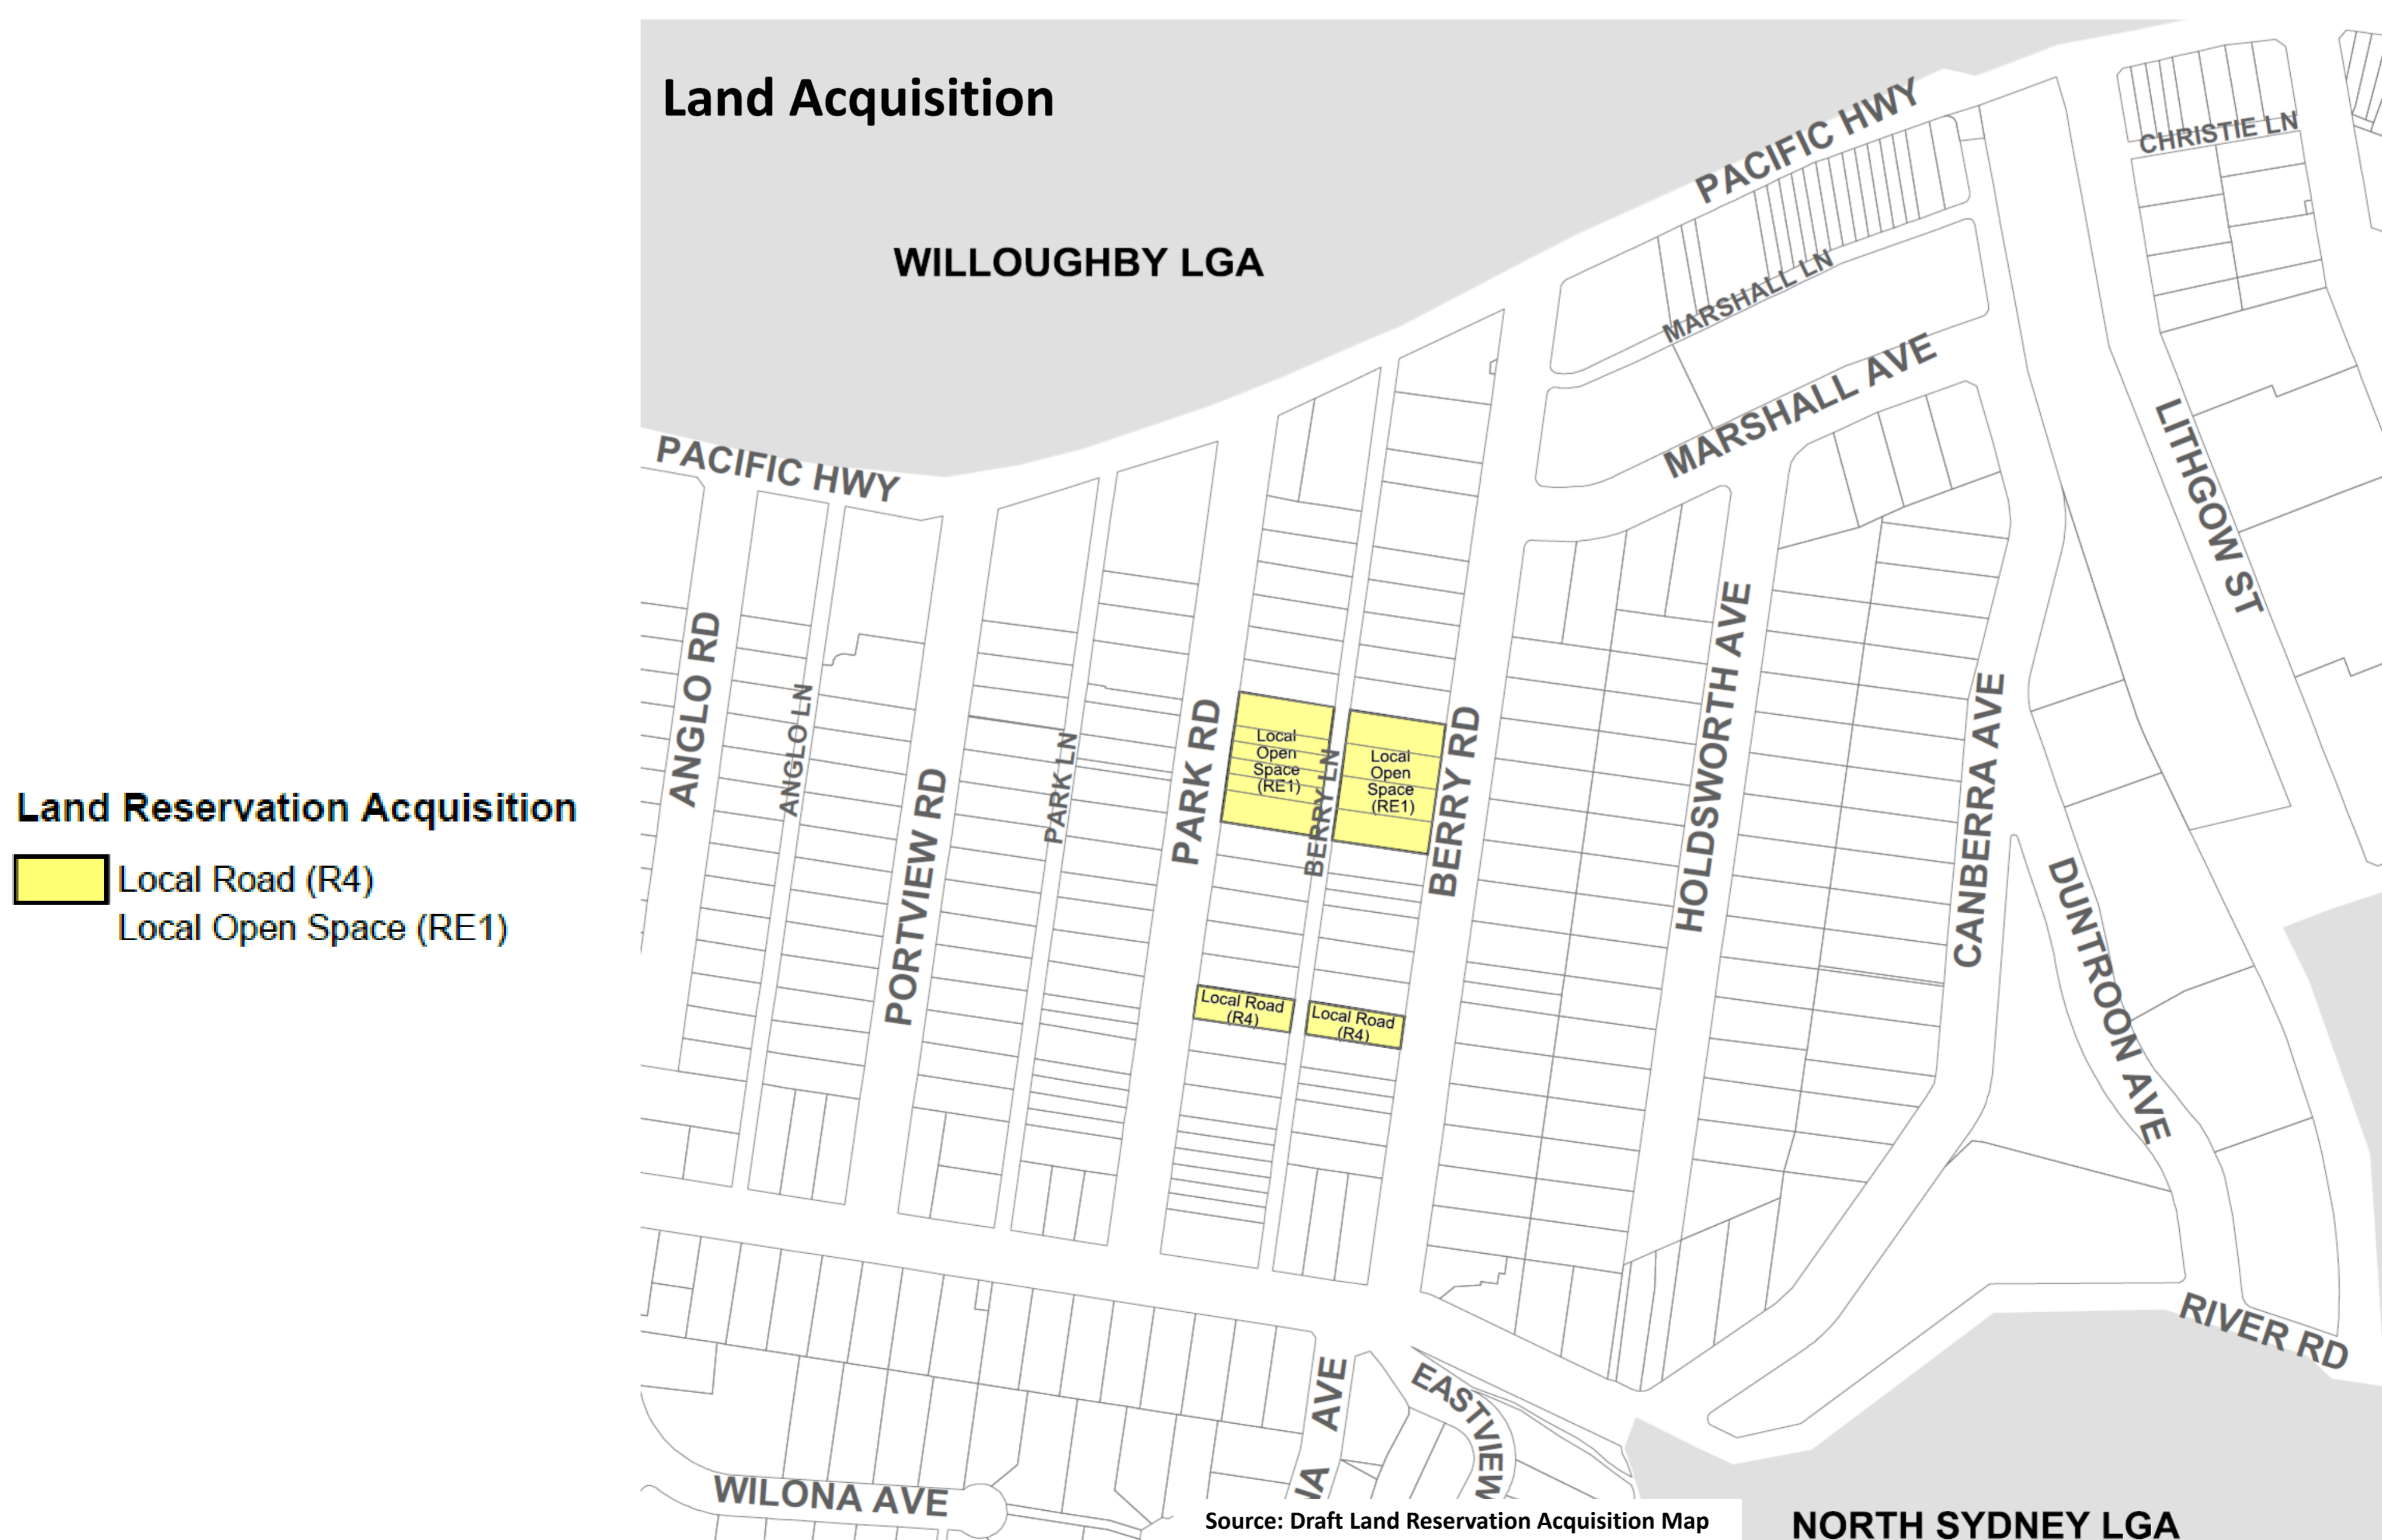 Land Acquisition
WILLOUGHBY LGA
PACIFIC HWY
CHRISTIE LN
MARSHALL LN
MARSHALL AVE
PACIFIC HWY
LITHGOW ST
ANGLO RD
ANGLO LN
PORTVIEW RD
PARK LN
PARK RD
Local
Open
Space
(RE1)
BERRY LN
Local
Open
Space
(RE1)
BERRY RD
HOLDSWORTH AVE
CANBERRA AVE
DUNTROON AVE
Land Reservation Acquisition
Local Road (R4)
Local Open Space (RE1)
Local Road
(R4)
Local Road
(R4)
RIVER RD
AVE
EASTVIEW
WILONA AVE
Source: Draft Land Reservation Acquisition Map
NORTH SYDNEY LGA